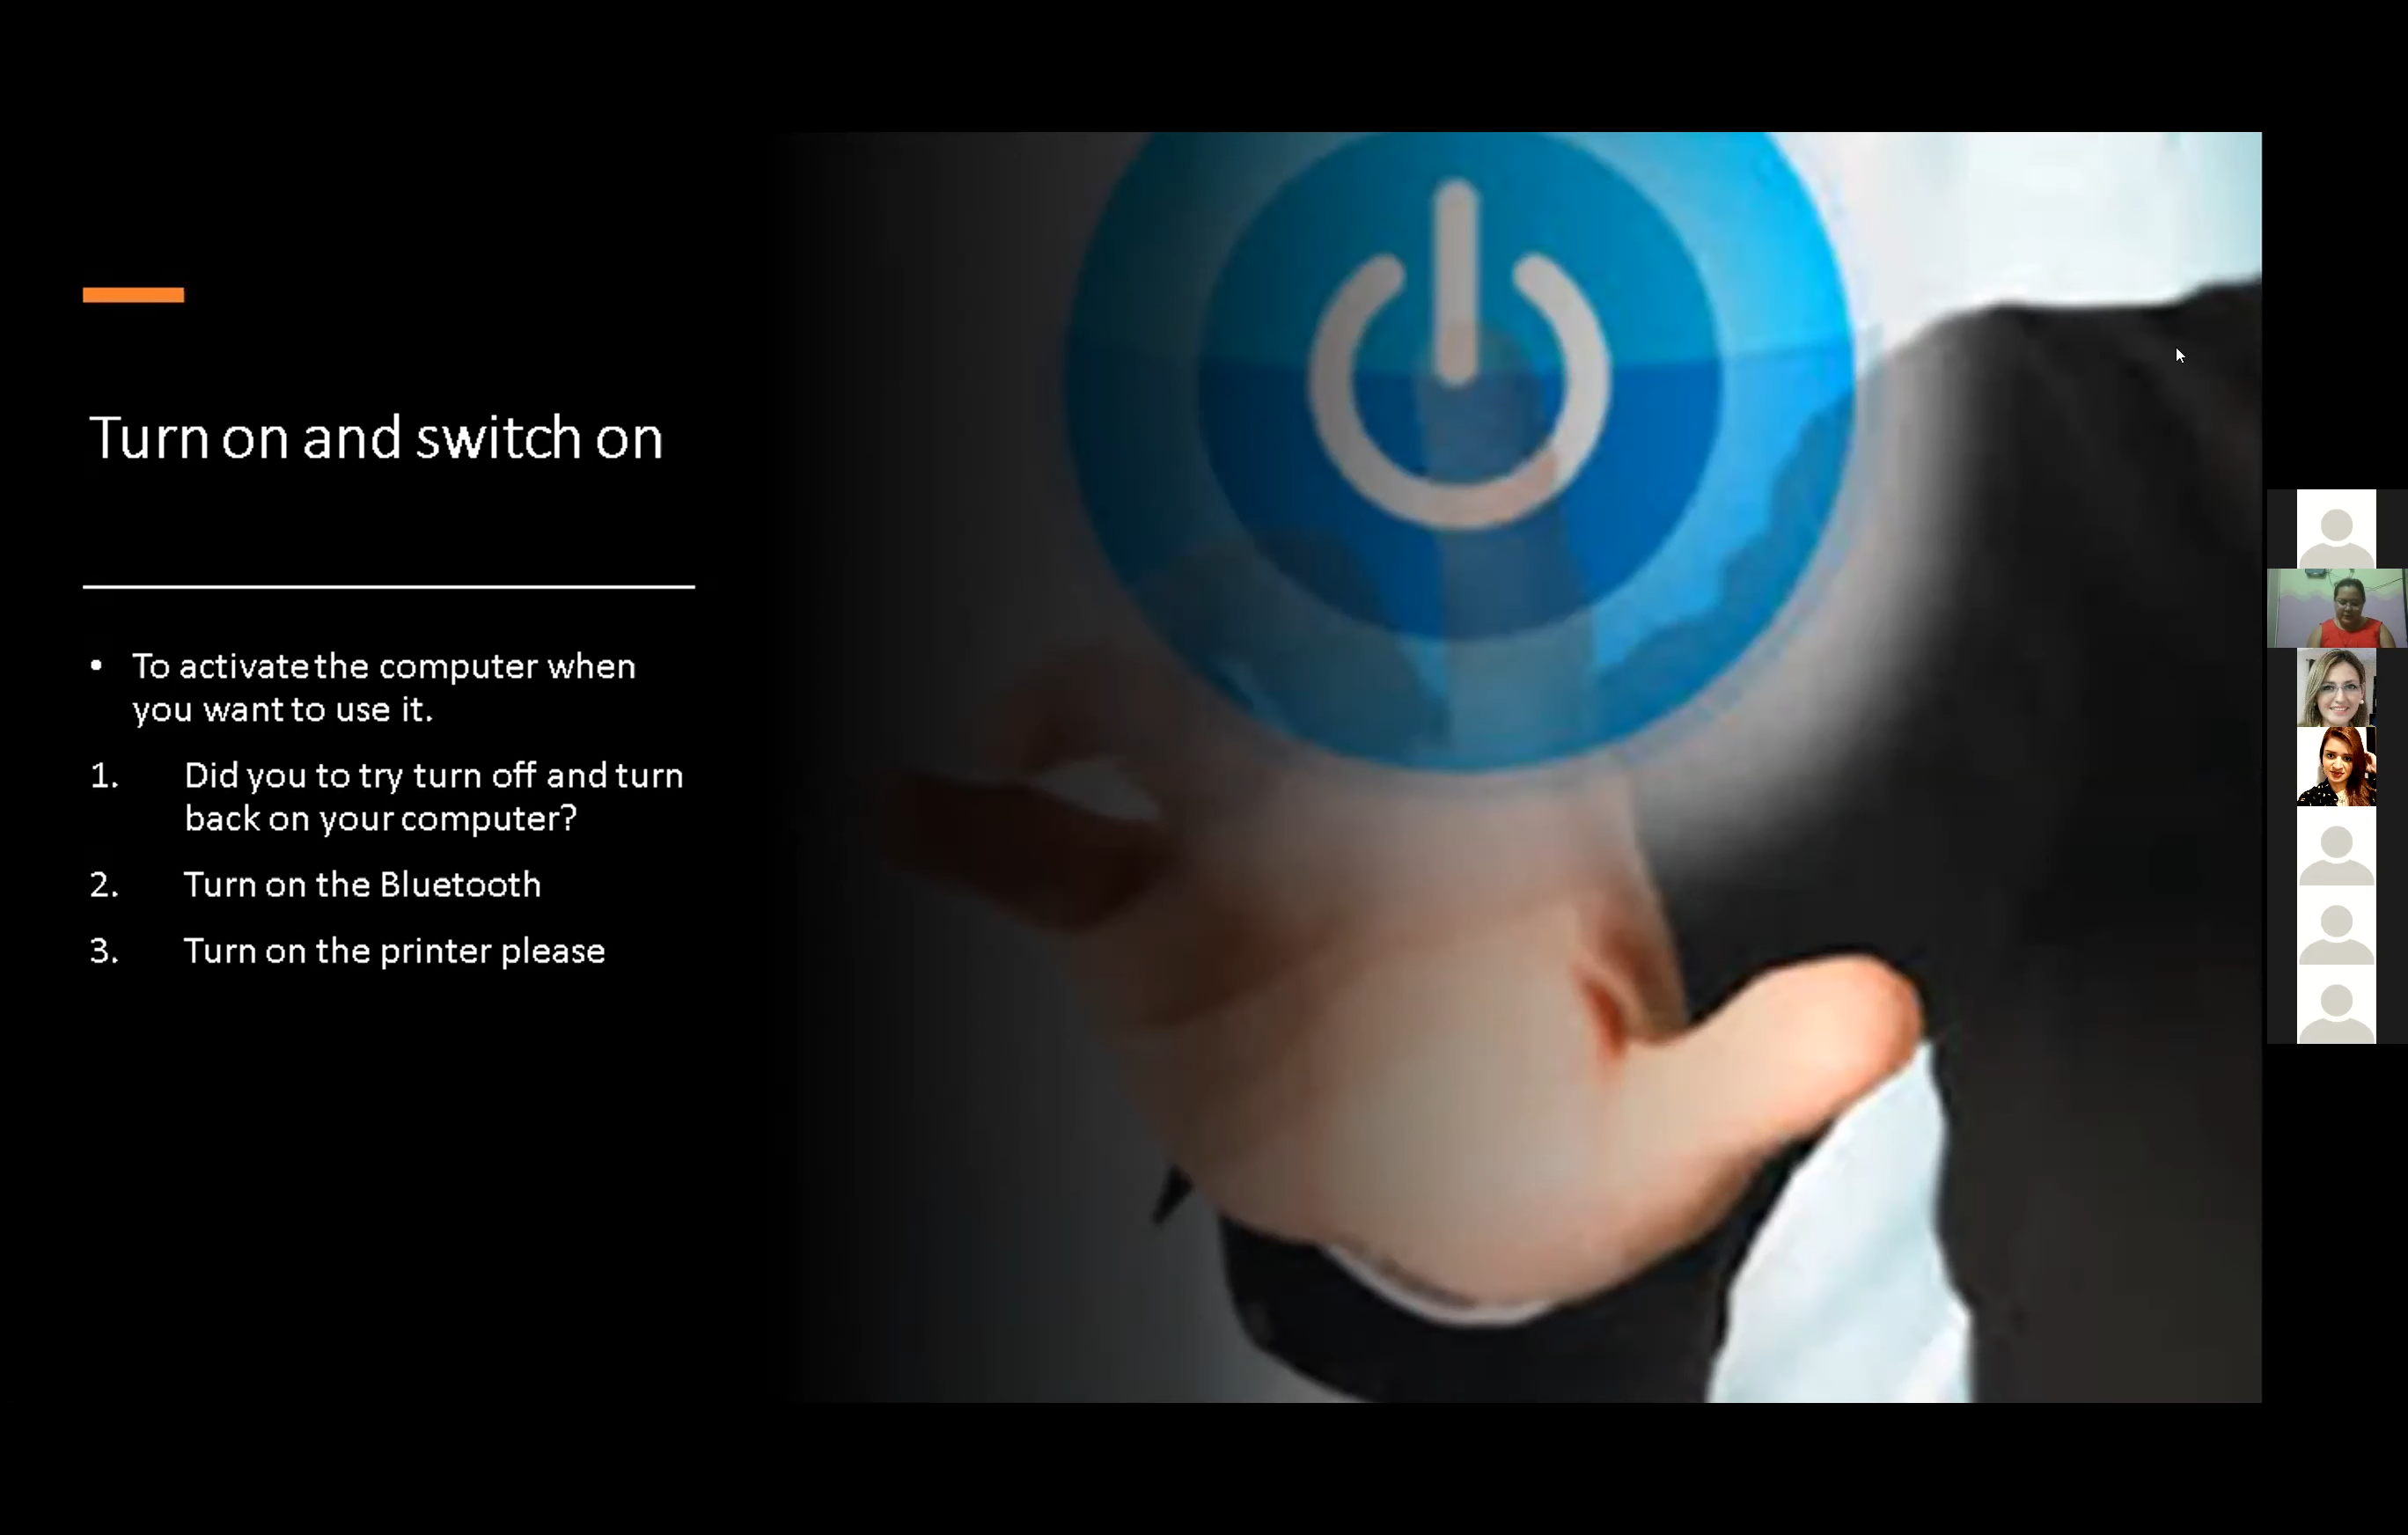 Turn on and switch on
• To activate the computer when
you want to use it.
1. Did you to try turn off and turn
back on your computer?
2. Turn on the Bluetooth
3. Turn on the printer please